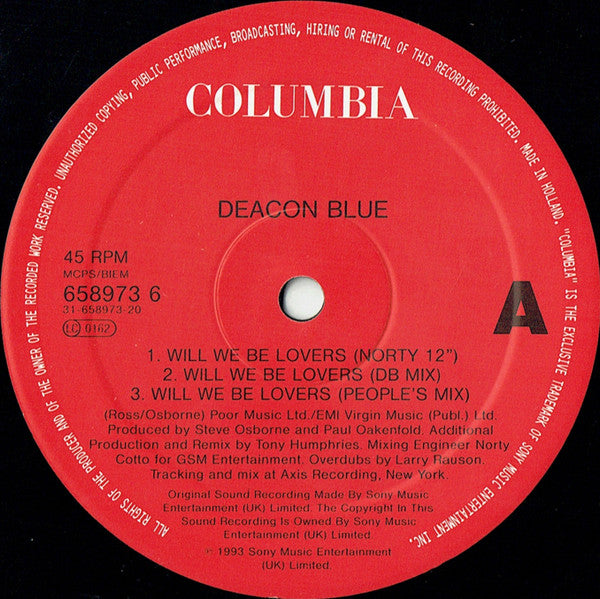 ALL RIGHTS OF THE PRODUCER AND OF THE OWNER OF THE RECORDED WORK RESERVED. UNAUTHORIZED COPYING, PUBLIC PERFORMANCE, BROADCASTING, HIRING OR RENTAL OF THIS RECORDING PROHIBITED. MADE IN HOLLAND. "COLUMBIA" IS THE EXCLUSIVE TRADEMARK OF SONY MUSIC ENTERTAINMENT INC.
COLUMBIA
DEACON BLUE
45 RPM
MCPS/BIEM
658973 6
31-658973-20
LC 0162
A
1. WILL WE BE LOVERS (NORTY 12")
2. WILL WE BE LOVERS (DB MIX)
3. WILL WE BE LOVERS (PEOPLE'S MIX)
(Ross/Osborne) Poor Music Ltd./EMI Virgin Music (Publ.) Ltd.
Produced by Steve Osborne and Paul Oakenfold. Additional
Production and Remix by Tony Humphries. Mixing Engineer Norty
Cotto for GSM Entertainment. Overdubs by Larry Rauson.
Tracking and mix at Axis Recording, New York.
Original Sound Recording Made By Sony Music
Entertainment (UK) Limited. The Copyright In This
Sound Recording Is Owned By Sony Music
Entertainment (UK) Limited.
℗ 1993 Sony Music Entertainment
(UK) Limited.